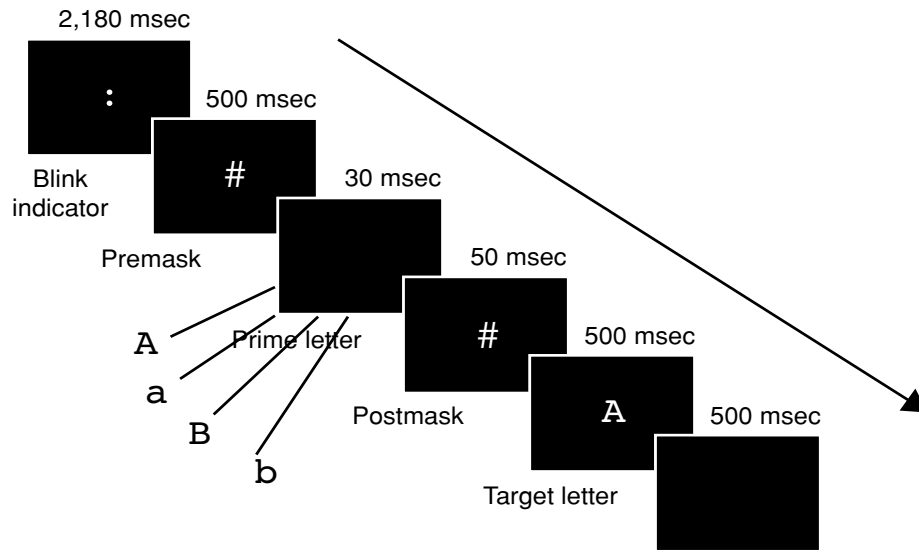 2,180 msec
:
Blink
indicator
500 msec
#
Premask
30 msec
Prime letter
A
a
B
b
50 msec
#
Postmask
500 msec
A
Target letter
500 msec